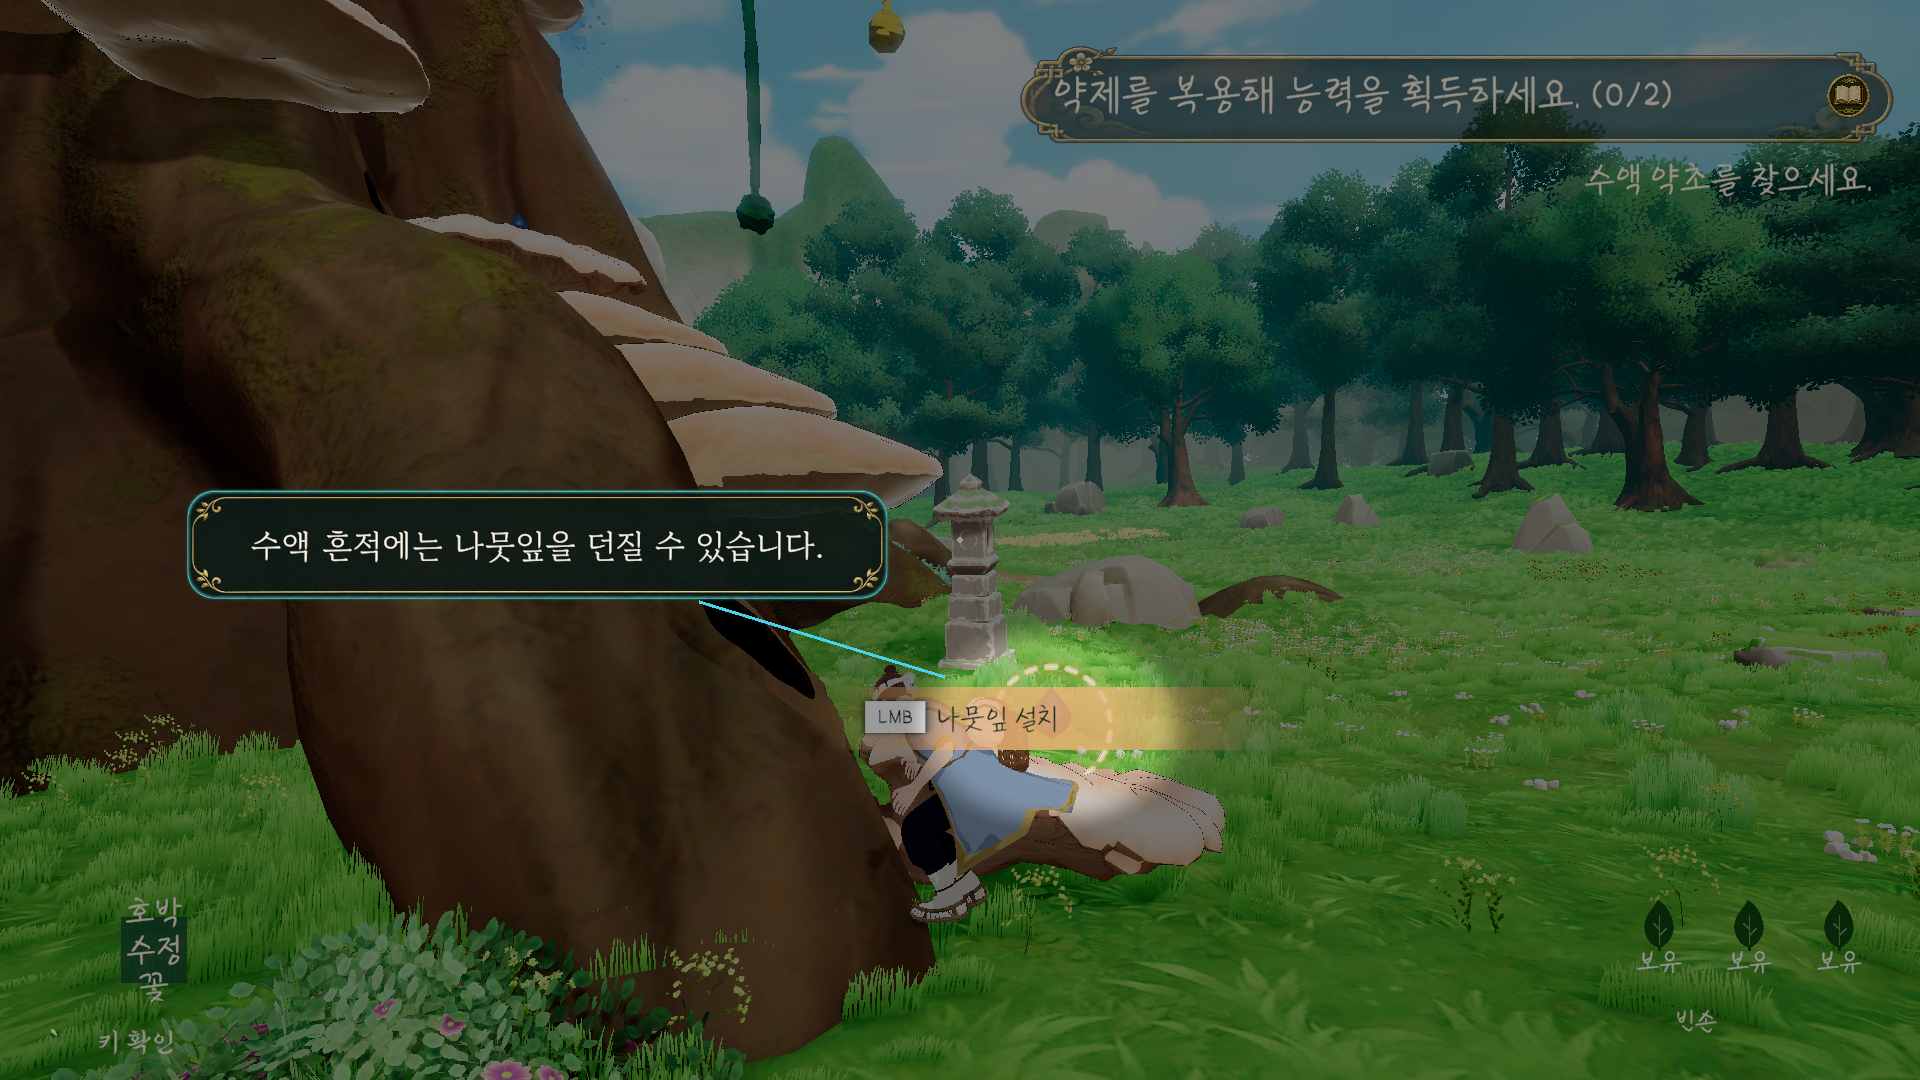 약제를 복용해 능력을 획득하세요. (0/2)
수액 약초를 찾으세요.
수액 흔적에는 나뭇잎을 던질 수 있습니다.
LMB 나뭇잎 설치
호박
수정
꽃
키 확인
보유 보유 보유
빈손